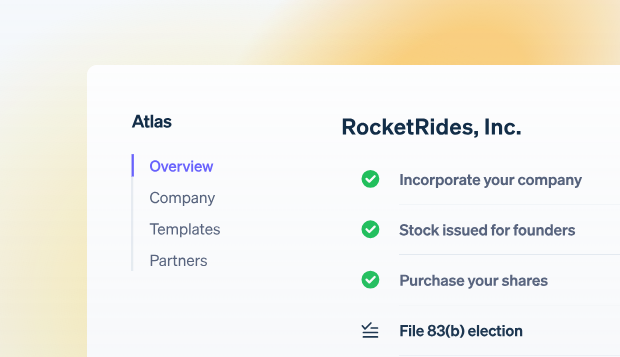 Atlas
Overview
Company
Templates
Partners
RocketRides, Inc.
Incorporate your company
Stock issued for founders
Purchase your shares
File 83(b) election